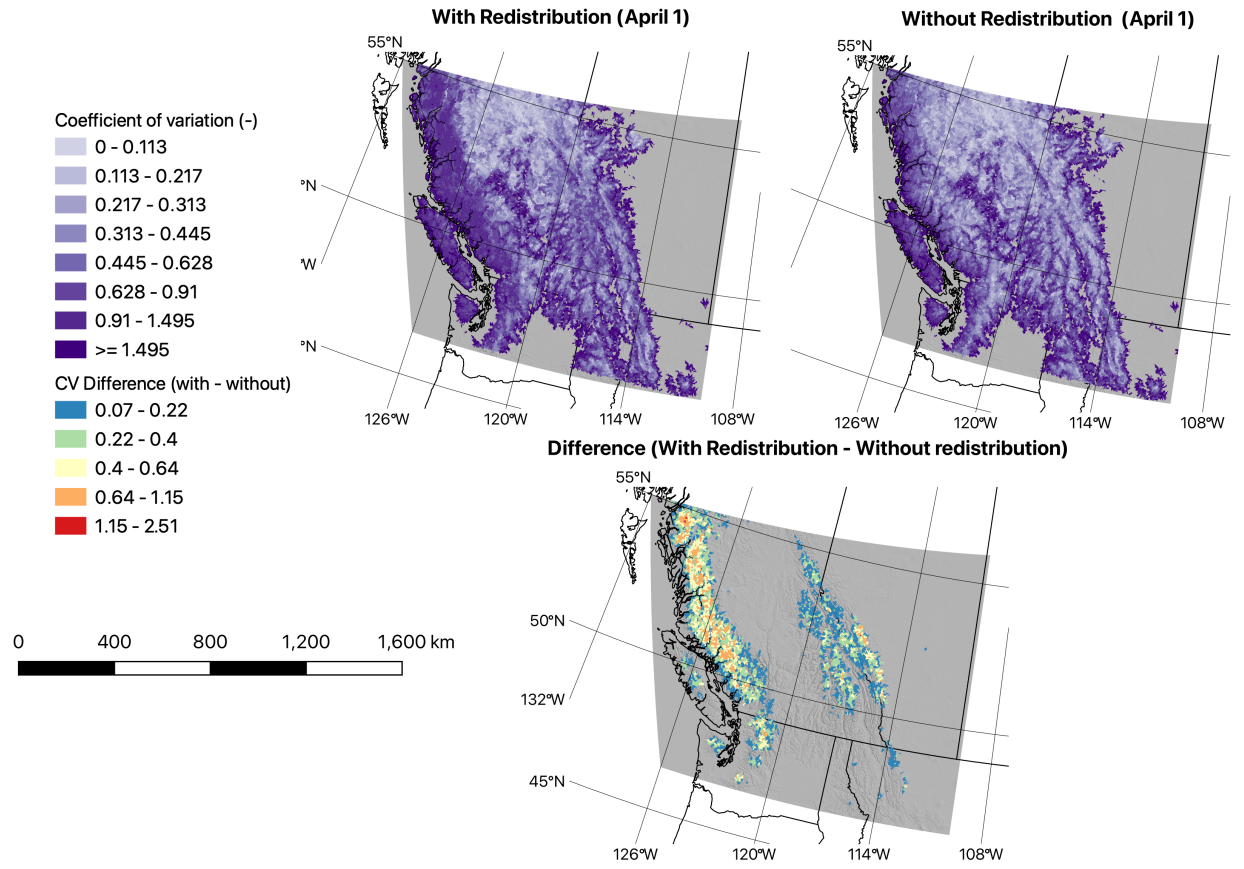 With Redistribution (April 1)
Without Redistribution (April 1)
55°N
55°N
Coefficient of variation (-)
0 - 0.113
0.113 - 0.217
0.217 - 0.313
0.313 - 0.445
0.445 - 0.628
0.628 - 0.91
0.91 - 1.495
>= 1.495
CV Difference (with - without)
0.07 - 0.22
0.22 - 0.4
0.4 - 0.64
0.64 - 1.15
1.15 - 2.51
°N
°W
°N
126°W
120°W
114°W
108°W
126°W
120°W
114°W
108°W
Difference (With Redistribution - Without redistribution)
55°N
50°N
132°W
45°N
126°W
120°W
114°W
108°W
0
400
800
1,200
1,600 km